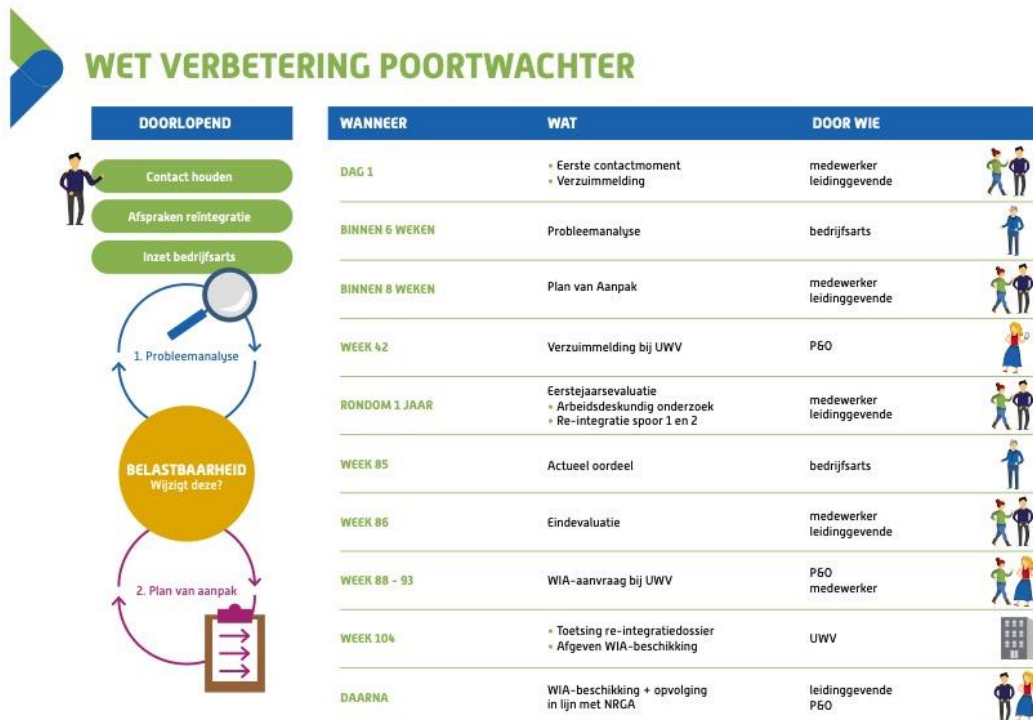 WET VERBETERING POORTWACHTER
DOORLOPEND
Contact houden
Afspraken reïntegratie
Inzet bedrijfsarts
1. Probleemanalyse
BELASTBAARHEID
Wijzigt deze?
2. Plan van aanpak
WANNEER WAT DOOR WIE
DAG 1
• Eerste contactmoment
• Verzuimmelding
medewerker
leidinggevende
BINNEN 6 WEKEN
Probleemanalyse
bedrijfsarts
BINNEN 8 WEKEN
Plan van Aanpak
medewerker
leidinggevende
WEEK 42
Verzuimmelding bij UWV
P&O
RONDOM 1 JAAR
Eerstejaarsevaluatie
• Arbeidsdeskundig onderzoek
• Re-integratie spoor 1 en 2
medewerker
leidinggevende
WEEK 85
Actueel oordeel
bedrijfsarts
WEEK 86
Eindevaluatie
medewerker
leidinggevende
WEEK 88 - 93
WIA-aanvraag bij UWV
P&O
medewerker
WEEK 104
• Toetsing re-integratiedossier
• Afgeven WIA-beschikking
UWV
DAARNA
WIA-beschikking + opvolging
in lijn met NRGA
leidinggevende
P&O